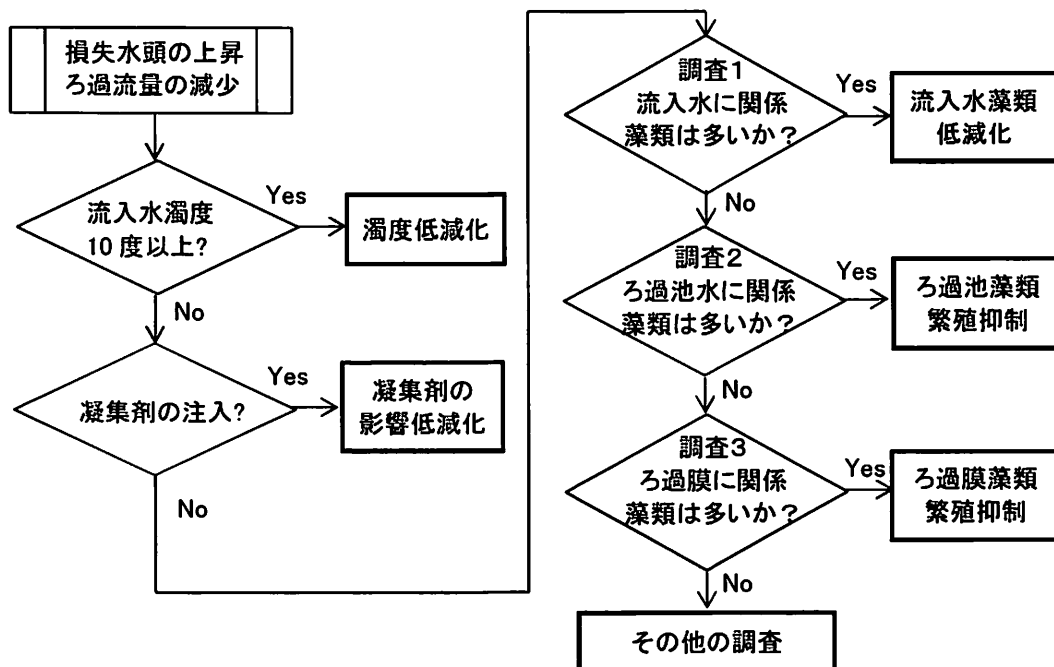 損失水頭の上昇
ろ過流量の減少
流入水濁度
10度以上?
Yes
濁度低減化
No
凝集剤の注入?
Yes
凝集剤の
影響低減化
No
調査1
流入水に関係
藻類は多いか?
Yes
流入水藻類
低減化
No
調査2
ろ過池水に関係
藻類は多いか?
Yes
ろ過池藻類
繁殖抑制
No
調査3
ろ過膜に関係
藻類は多いか?
Yes
ろ過膜藻類
繁殖抑制
No
その他の調査